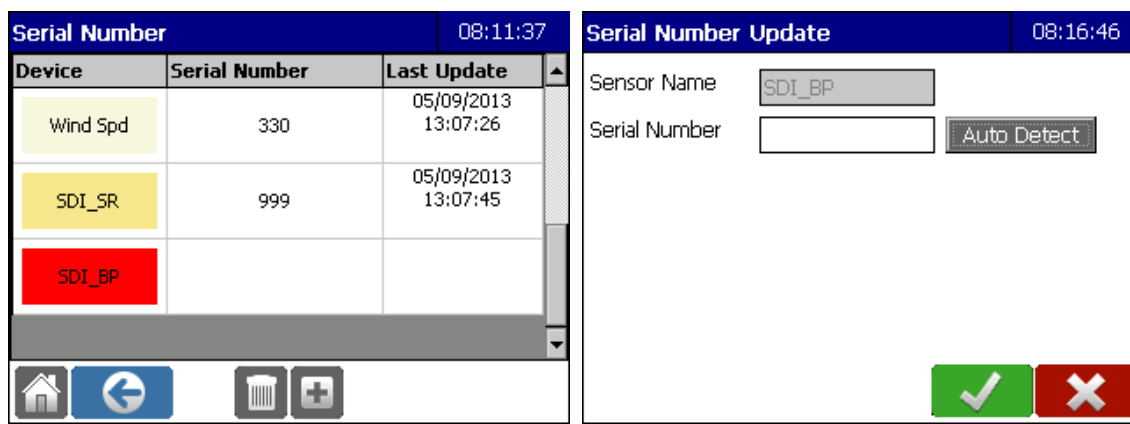 Serial Number 08:11:37
Device Serial Number Last Update
Wind Spd 330 05/09/2013 13:07:26
SDI_SR 999 05/09/2013 13:07:45
SDI_BP
Serial Number Update 08:16:46
Sensor Name SDI_BP
Serial Number Auto Detect